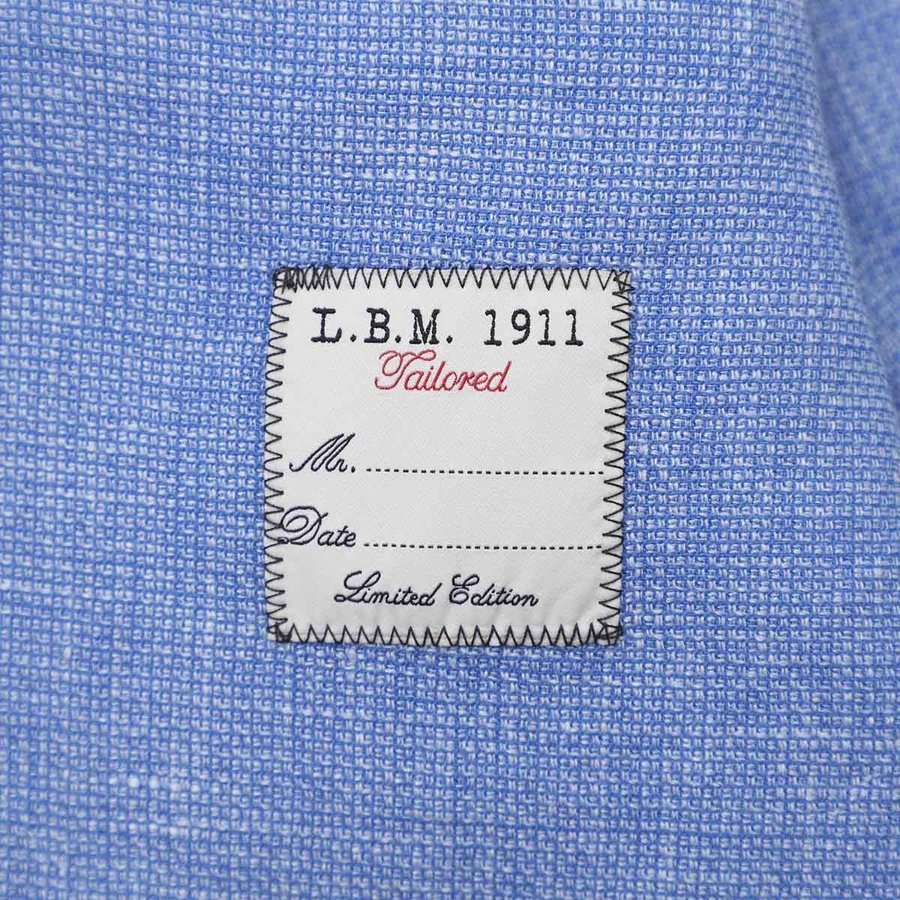 L.B.M. 1911
Tailored
Mr. ........................
Date ........................
Limited Edition